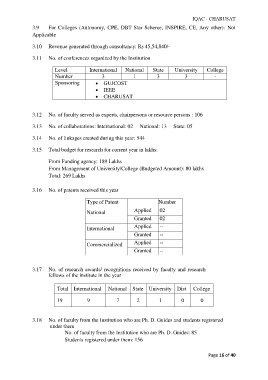 IQAC - CHARUSAT
3.9 For Colleges (Autonomy, CPE, DBT Star Scheme, INSPIRE, CE, Any other): Not
Applicable
3.10 Revenue generated through consultancy: Rs 45,54,840/-
3.11 No. of conferences organized by the Institution
Level International National State University College
Number 3 1 3 3 -
Sponsoring • GUJCOST
• IEEE
• CHARUSAT
3.12 No. of faculty served as experts, chairpersons or resource persons : 106
3.13 No. of collaborations: International: 02 National: 13 State: 05
3.14 No. of linkages created during this year:
3.15 Total budget for research for current year in lakhs:
From Funding agency: 189 Lakhs
From Management of University/College (Budgeted Amount): 80 lakhs
Total: 269 Lakhs
3.16 No. of patents received this year
Type of Patent Number
National Applied 02
Granted 02
International Applied --
Granted --
Commercialized Applied --
Granted --
3.17 No. of research awards/ recognitions received by faculty and research
fellows of the institute in the year
Total International National State University Dist College
19 9 7 2 1 0 0
3.18 No. of faculty from the Institution who are Ph. D. Guides and students registered
under them
No. of faculty from the Institution who are Ph. D. Guides: 85
Students registered under them: 156
Page 16 of 40